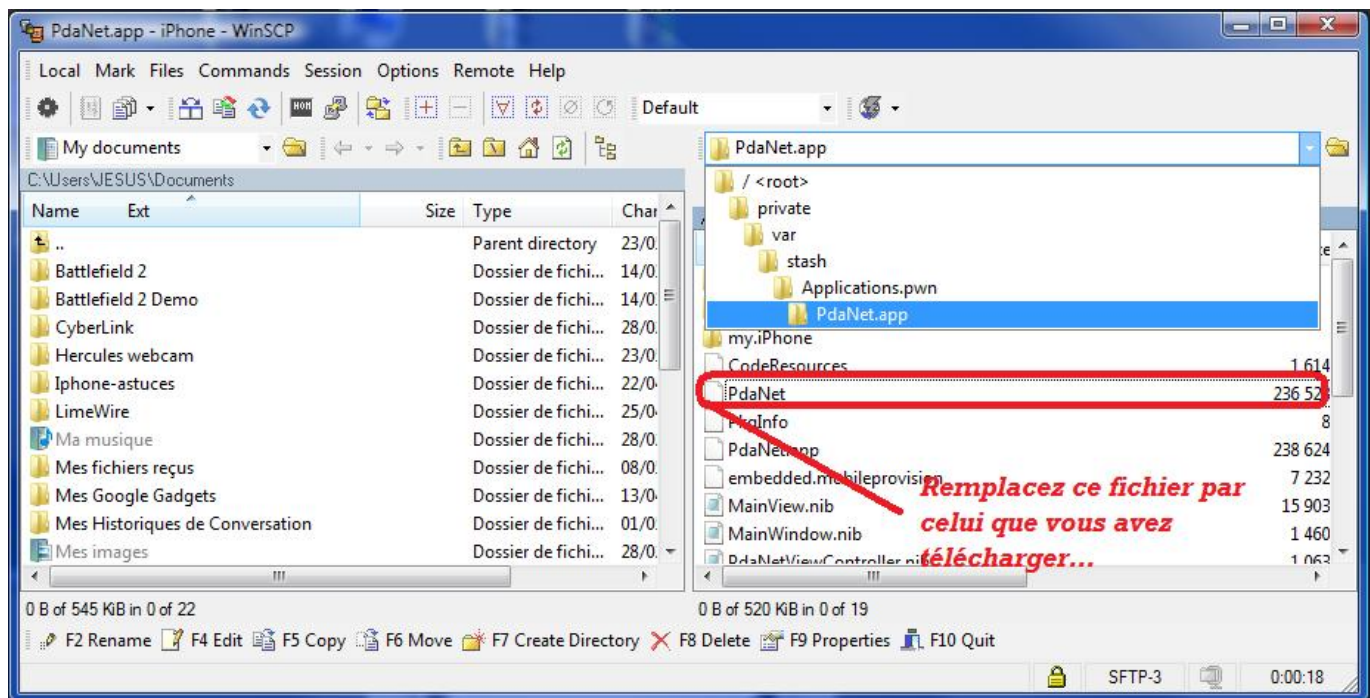 PdaNet.app - iPhone - WinSCP
Local Mark Files Commands Session Options Remote Help
Default
My documents
PdaNet.app
C:\Users\JESUS\Documents
/ <root>
private
var
stash
Applications.pwn
PdaNet.app
Name Ext Size Type Char
.. Parent directory 23/0
Battlefield 2 Dossier de fichi... 14/0
Battlefield 2 Demo Dossier de fichi... 14/0
CyberLink Dossier de fichi... 28/0
Hercules webcam Dossier de fichi... 23/0
Iphone-astuces Dossier de fichi... 22/0
LimeWire Dossier de fichi... 25/0
Ma musique Dossier de fichi... 28/0
Mes fichiers reçus Dossier de fichi... 08/0
Mes Google Gadgets Dossier de fichi... 13/0
Mes Historiques de Conversation Dossier de fichi... 01/0
Mes images Dossier de fichi... 28/0
my.iPhone
CodeResources 1 614
PdaNet 236 528
PkgInfo 8
PdaNet.app 238 624
embedded.mobileprovision 7 232
MainView.nib 15 903
MainWindow.nib 1 460
PdaNetViewController.nib 1 063
Remplacez ce fichier par
celui que vous avez
télécharger...
0 B of 545 KiB in 0 of 22
0 B of 520 KiB in 0 of 19
F2 Rename F4 Edit F5 Copy F6 Move F7 Create Directory F8 Delete F9 Properties F10 Quit
SFTP-3 0:00:18